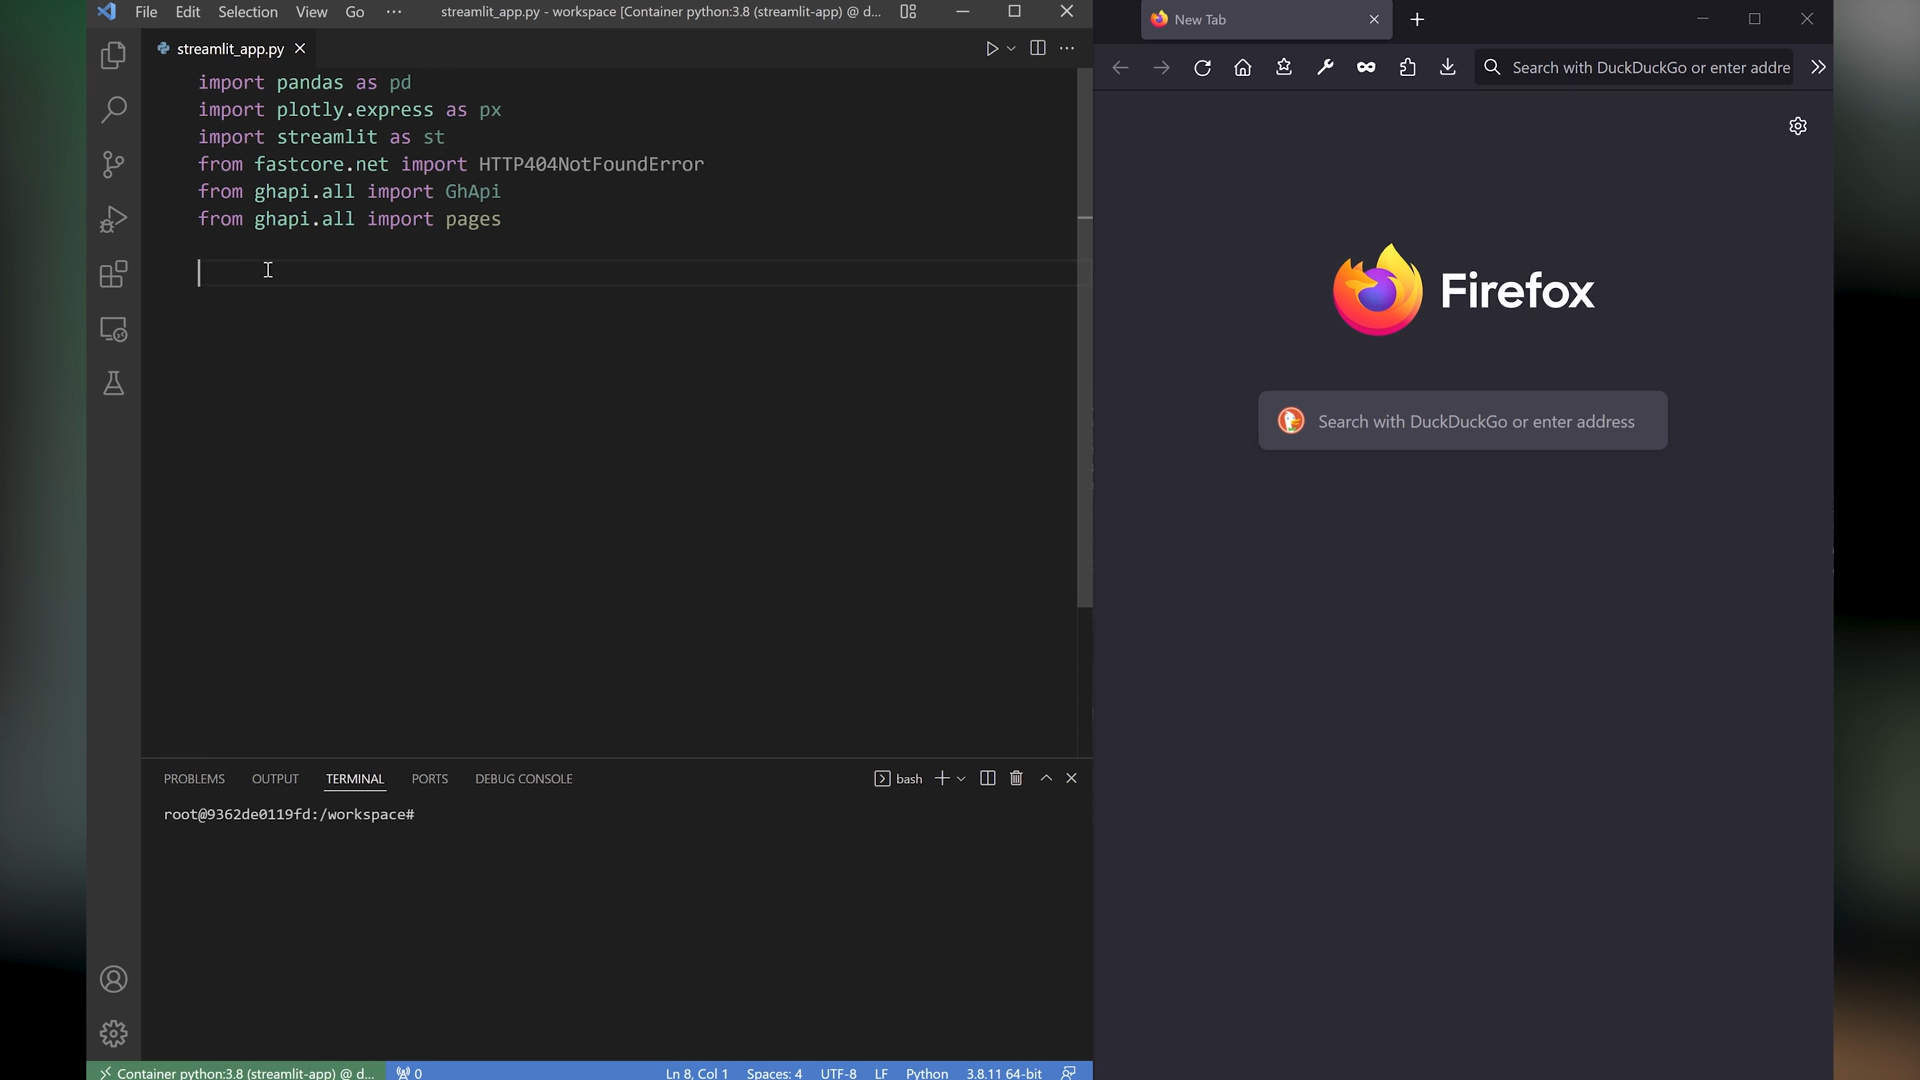 File Edit Selection View Go ··· streamlit_app.py - workspace [Container python:3.8 (streamlit-app) @ d...
streamlit_app.py
import pandas as pd
import plotly.express as px
import streamlit as st
from fastcore.net import HTTP404NotFoundError
from ghapi.all import GhApi
from ghapi.all import pages
PROBLEMS OUTPUT TERMINAL PORTS DEBUG CONSOLE bash
root@9362de0119fd:/workspace#
Container python:3.8 (streamlit-app) @ d... 0 Ln 8, Col 1 Spaces: 4 UTF-8 LF Python 3.8.11 64-bit
New Tab
Search with DuckDuckGo or enter addre
Firefox
Search with DuckDuckGo or enter address